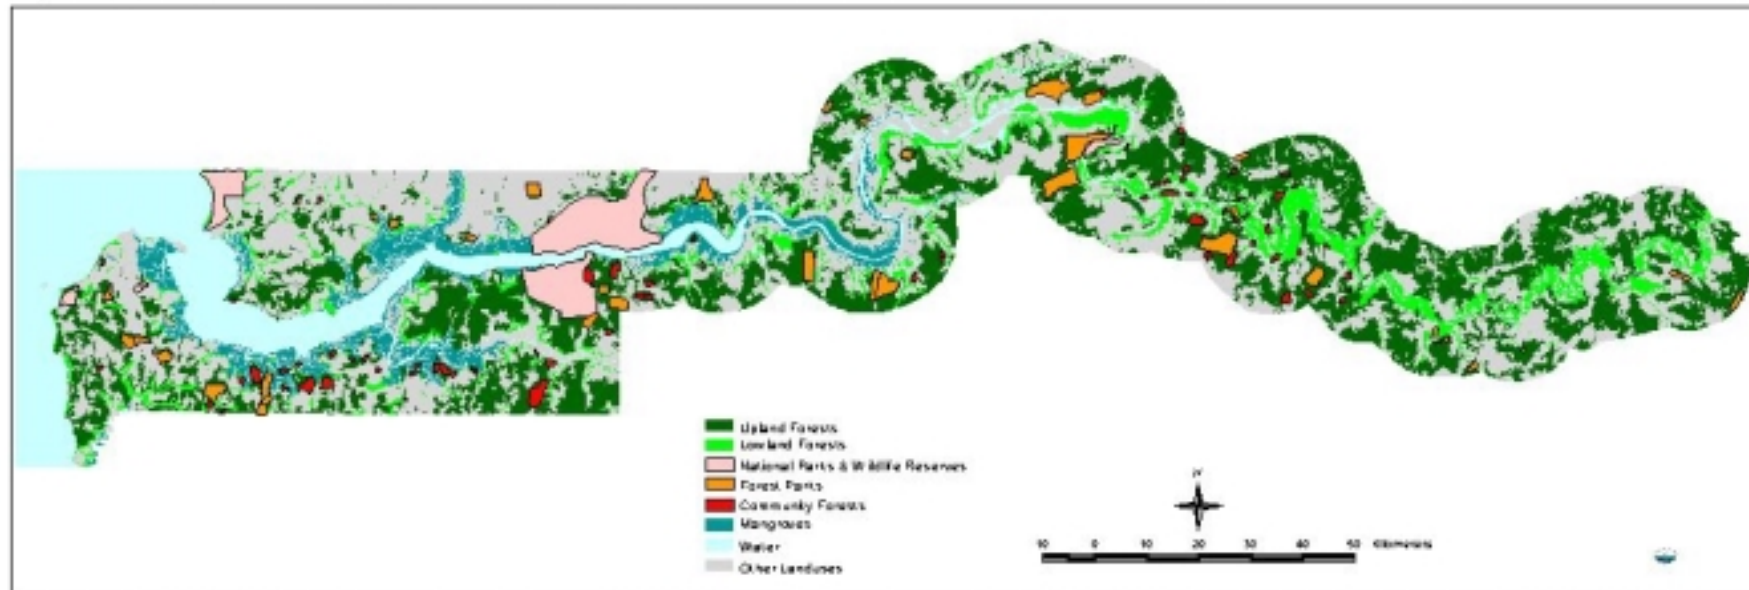 Upland Forests
Lowland Forests
National Parks & Wildlife Reserves
Forest Parks
Community Forests
Mangroves
Water
Other Landuses
N
10 0 10 20 30 40 50 Kilometers